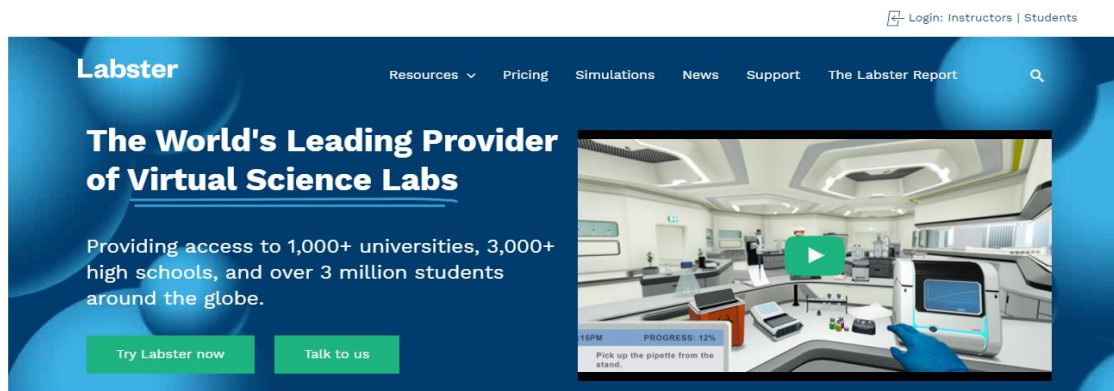 Login: Instructors | Students
Labster
Resources Pricing Simulations News Support The Labster Report
The World's Leading Provider
of Virtual Science Labs
Providing access to 1,000+ universities, 3,000+
high schools, and over 3 million students
around the globe.
Try Labster now Talk to us
:15PM PROGRESS: 12%
Pick up the pipette from the
stand.